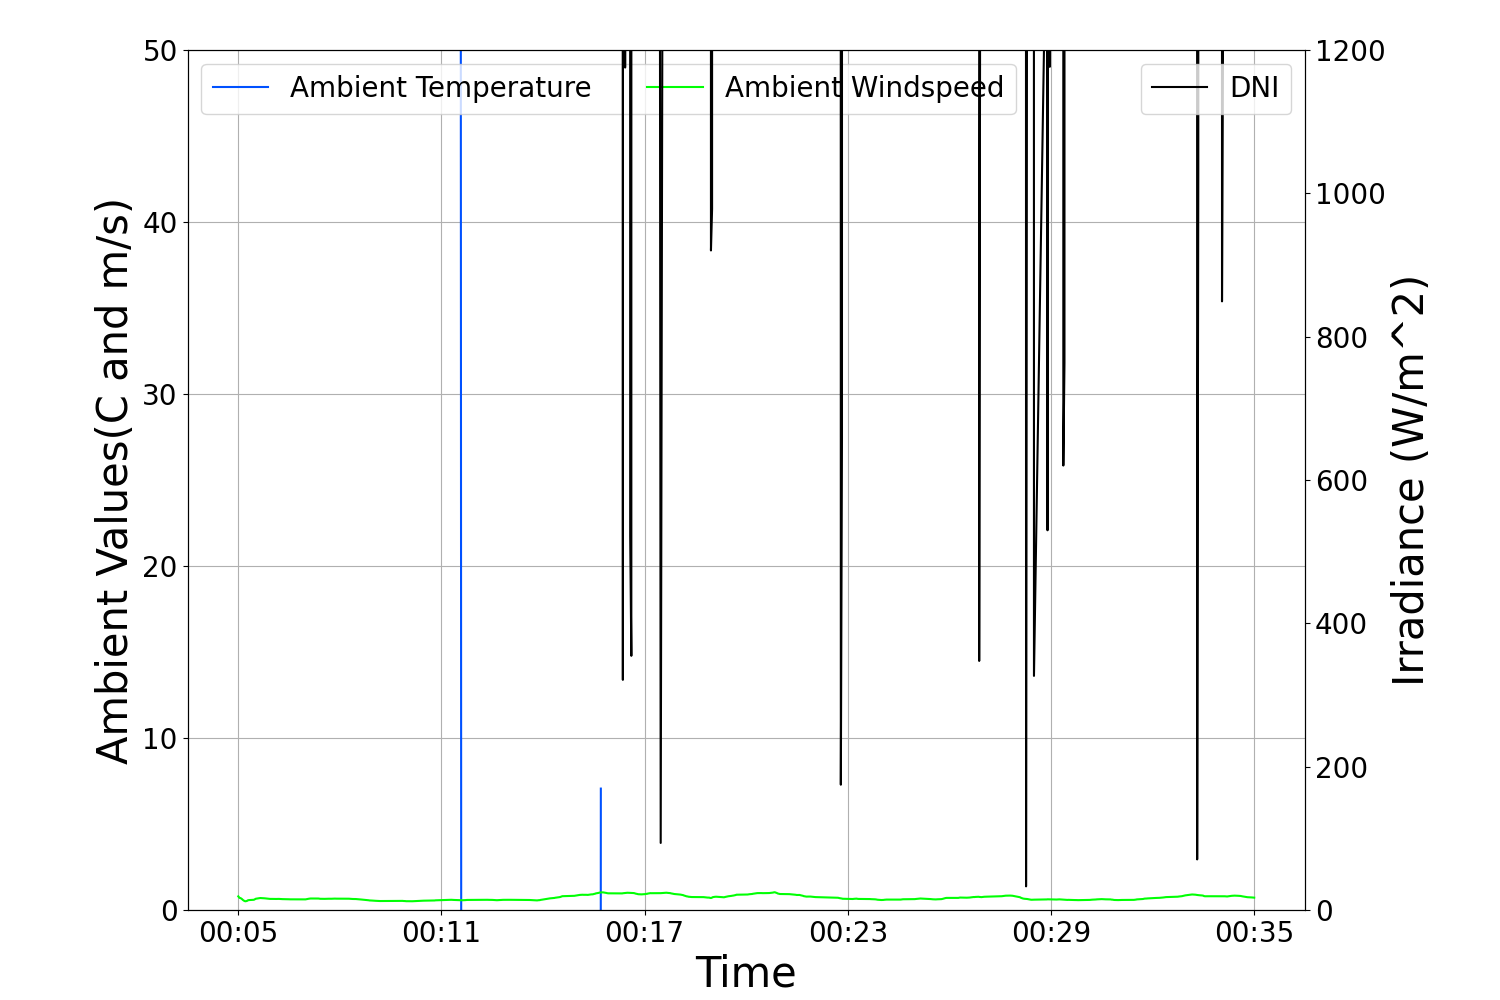 Ambient Temperature
Ambient Windspeed
DNI
Ambient Values(C and m/s)
50
40
30
20
10
0
1200
1000
800
600
400
200
0
Irradiance (W/m^2)
00:05 00:11 00:17 00:23 00:29 00:35
Time